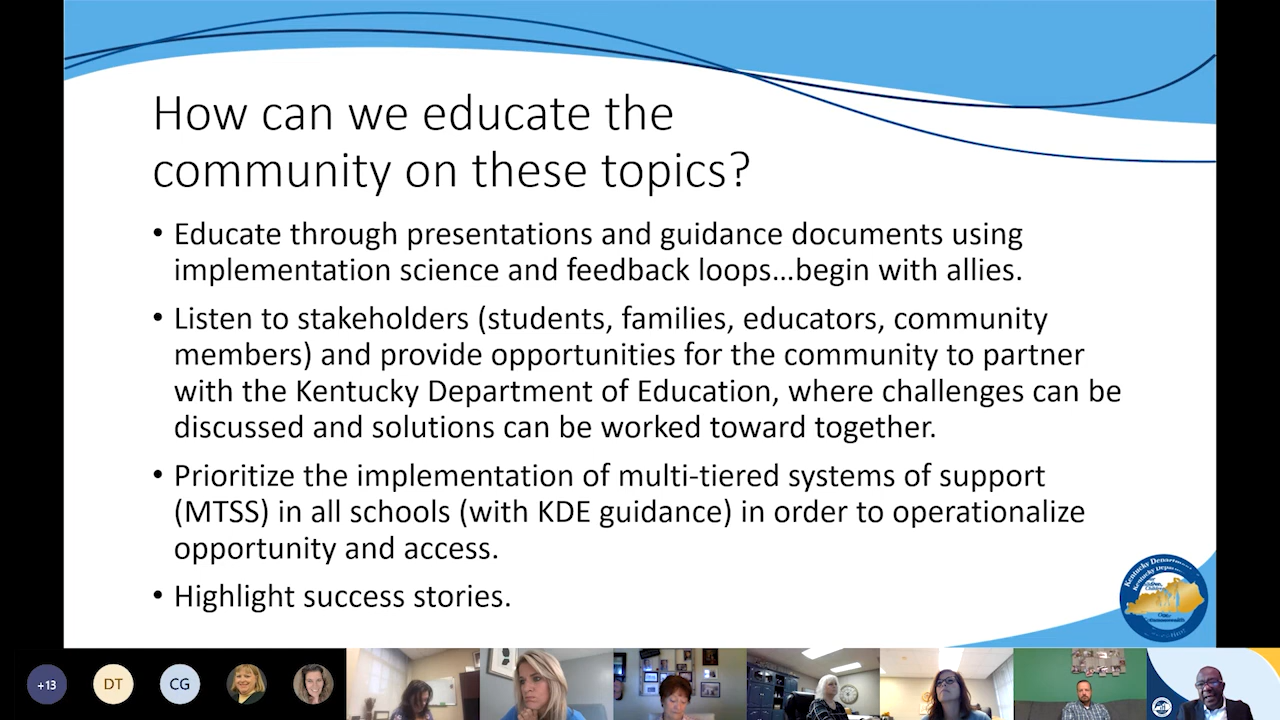 How can we educate the
community on these topics?
• Educate through presentations and guidance documents using
implementation science and feedback loops…begin with allies.
• Listen to stakeholders (students, families, educators, community
members) and provide opportunities for the community to partner
with the Kentucky Department of Education, where challenges can be
discussed and solutions can be worked toward together.
• Prioritize the implementation of multi-tiered systems of support
(MTSS) in all schools (with KDE guidance) in order to operationalize
opportunity and access.
• Highlight success stories.
+13
DT
CG